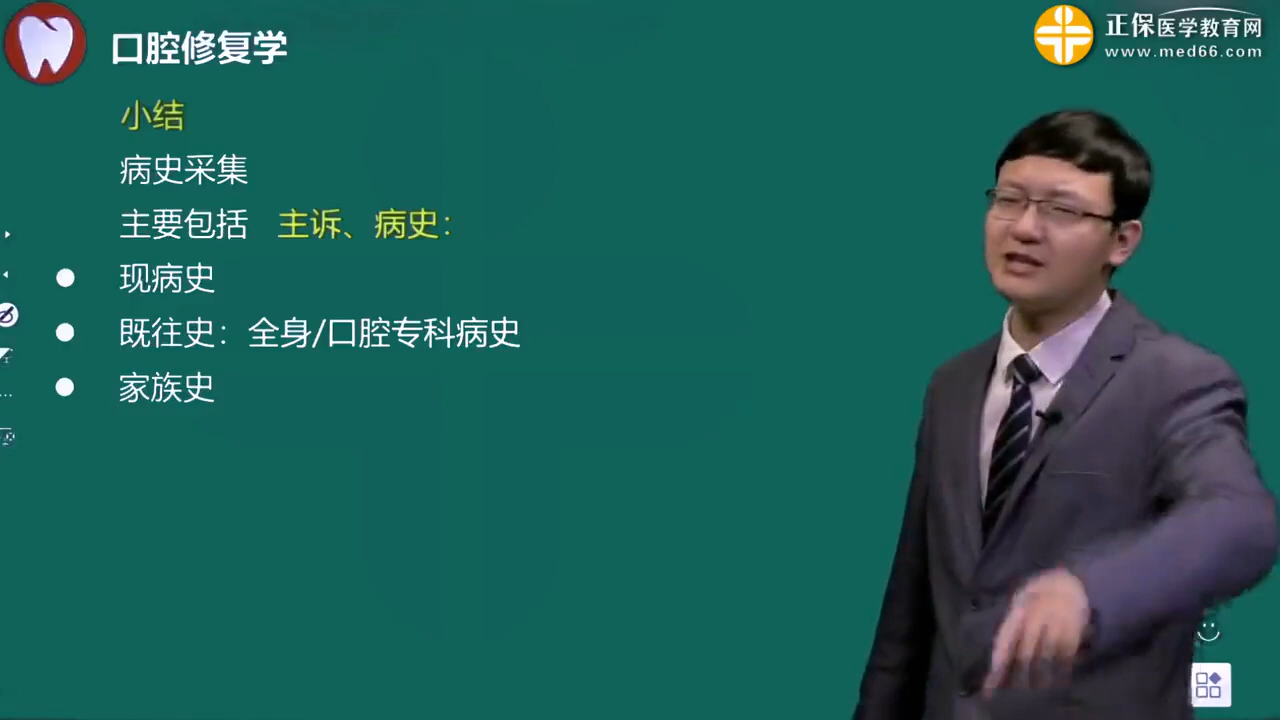 口腔修复学
正保医学教育网
www.med66.com
小结
病史采集
主要包括 主诉、病史：
现病史
既往史：全身/口腔专科病史
家族史